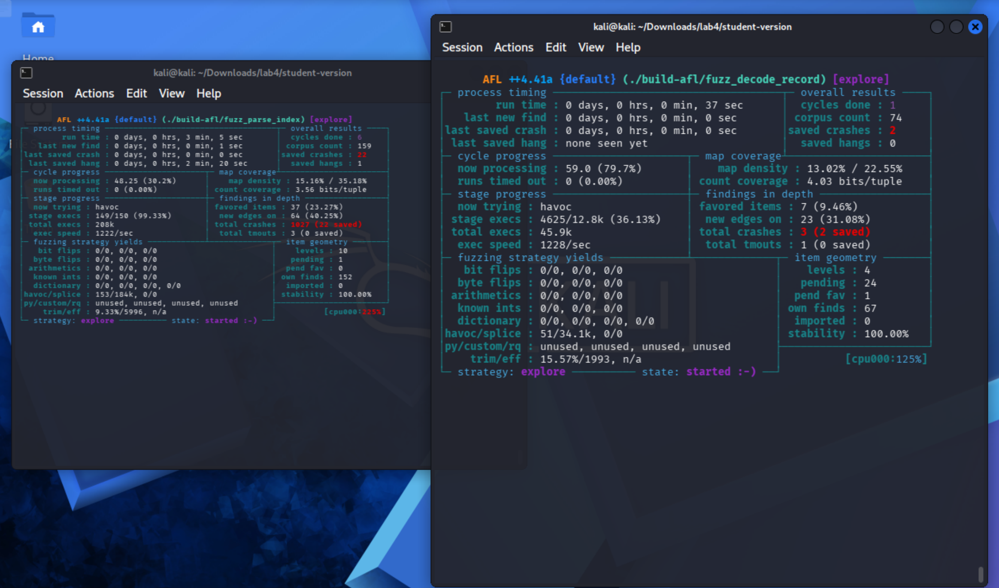 Home
kali@kali: ~/Downloads/lab4/student-version
Session Actions Edit View Help
AFL ++4.41a {default} (./build-afl/fuzz_parse_index) [explore]
process timing overall results
run time : 0 days, 0 hrs, 3 min, 5 sec cycles done : 6
last new find : 0 days, 0 hrs, 0 min, 1 sec corpus count : 159
last saved crash : 0 days, 0 hrs, 0 min, 0 sec saved crashes : 22
last saved hang : 0 days, 0 hrs, 2 min, 20 sec saved hangs : 1
cycle progress map coverage
now processing : 48.25 (30.2%) map density : 15.16% / 35.18%
runs timed out : 0 (0.00%) count coverage : 3.56 bits/tuple
stage progress findings in depth
now trying : havoc favored items : 37 (23.27%)
stage execs : 149/150 (99.33%) new edges on : 64 (40.25%)
total execs : 208k total crashes : 1027 (22 saved)
exec speed : 1222/sec total tmouts : 3 (0 saved)
fuzzing strategy yields item geometry
bit flips : 0/0, 0/0, 0/0 levels : 10
byte flips : 0/0, 0/0, 0/0 pending : 1
arithmetics : 0/0, 0/0, 0/0 pend fav : 0
known ints : 0/0, 0/0, 0/0 own finds : 152
dictionary : 0/0, 0/0, 0/0, 0/0 imported : 0
havoc/splice : 153/184k, 0/0 stability : 100.00%
py/custom/rq : unused, unused, unused, unused
trim/eff : 9.33%/5996, n/a [cpu000:225%]
strategy: explore state: started :-)
kali@kali: ~/Downloads/lab4/student-version
Session Actions Edit View Help
AFL ++4.41a {default} (./build-afl/fuzz_decode_record) [explore]
process timing overall results
run time : 0 days, 0 hrs, 0 min, 37 sec cycles done : 1
last new find : 0 days, 0 hrs, 0 min, 0 sec corpus count : 74
last saved crash : 0 days, 0 hrs, 0 min, 0 sec saved crashes : 2
last saved hang : none seen yet saved hangs : 0
cycle progress map coverage
now processing : 59.0 (79.7%) map density : 13.02% / 22.55%
runs timed out : 0 (0.00%) count coverage : 4.03 bits/tuple
stage progress findings in depth
now trying : havoc favored items : 7 (9.46%)
stage execs : 4625/12.8k (36.13%) new edges on : 23 (31.08%)
total execs : 45.9k total crashes : 3 (2 saved)
exec speed : 1228/sec total tmouts : 1 (0 saved)
fuzzing strategy yields item geometry
bit flips : 0/0, 0/0, 0/0 levels : 4
byte flips : 0/0, 0/0, 0/0 pending : 24
arithmetics : 0/0, 0/0, 0/0 pend fav : 1
known ints : 0/0, 0/0, 0/0 own finds : 67
dictionary : 0/0, 0/0, 0/0, 0/0 imported : 0
havoc/splice : 51/34.1k, 0/0 stability : 100.00%
py/custom/rq : unused, unused, unused, unused
trim/eff : 15.57%/1993, n/a [cpu000:125%]
strategy: explore state: started :-)
KALI